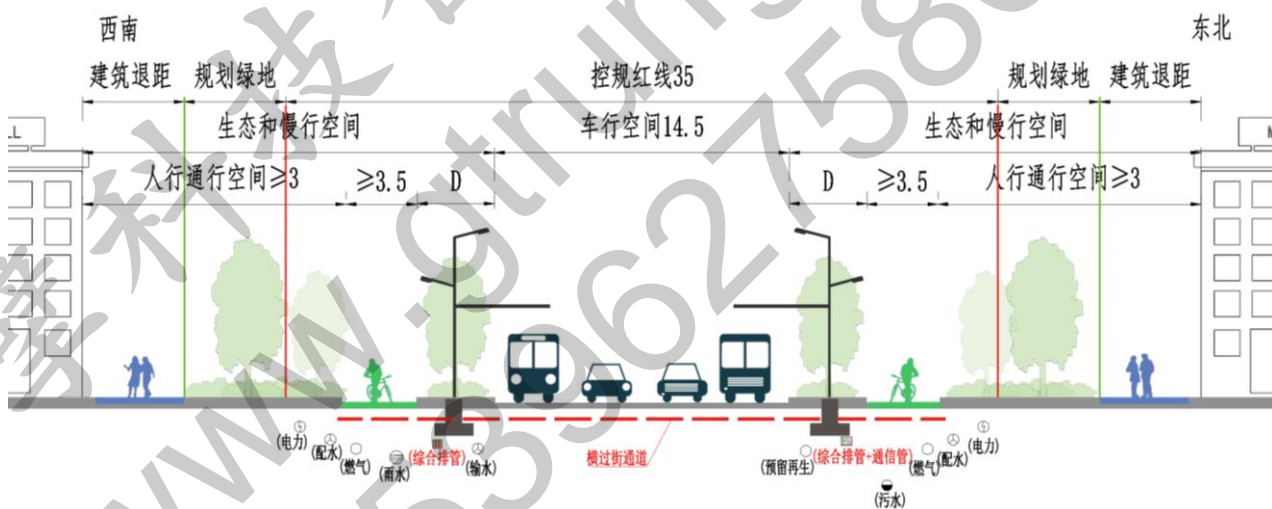 西南
东北
建筑退距 规划绿地 控规红线35 规划绿地 建筑退距
生态和慢行空间 车行空间14.5 生态和慢行空间
人行通行空间≥3 ≥3.5 D D ≥3.5 人行通行空间≥3
(电力) (配水) (燃气) (雨水) (综合排管) (输水) 横过街通道 (预留再生) (综合排管+通信管) (燃气) (配水) (电力)
(污水)